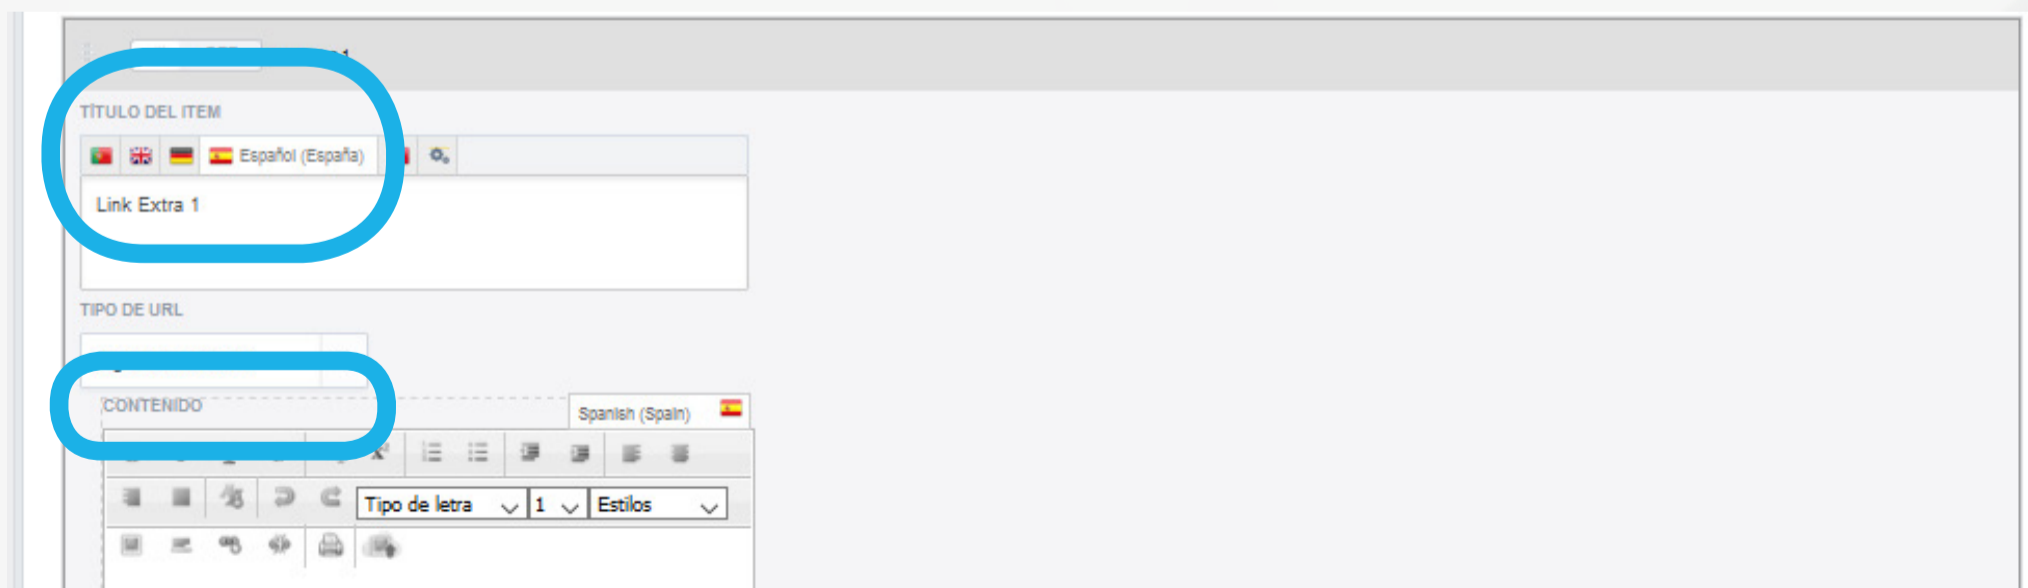 TÍTULO DEL ITEM
Español (España)
Link Extra 1
TIPO DE URL
CONTENIDO
Spanish (Spain)
Tipo de letra 1 Estilos